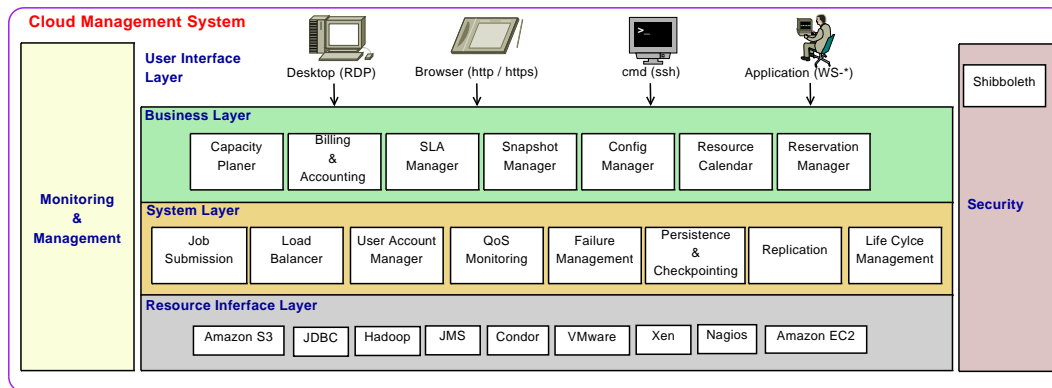 Cloud Management System
User Interface
Layer
Desktop (RDP)
Browser (http / https)
>_
cmd (ssh)
Application (WS-*)
Shibboleth
Business Layer
Capacity
Planer
Billing
&
Accounting
SLA
Manager
Snapshot
Manager
Config
Manager
Resource
Calendar
Reservation
Manager
Monitoring
&
Management
Security
System Layer
Job
Submission
Load
Balancer
User Account
Manager
QoS
Monitoring
Failure
Management
Persistence
&
Checkpointing
Replication
Life Cylce
Management
Resource Inferface Layer
Amazon S3
JDBC
Hadoop
JMS
Condor
VMware
Xen
Nagios
Amazon EC2